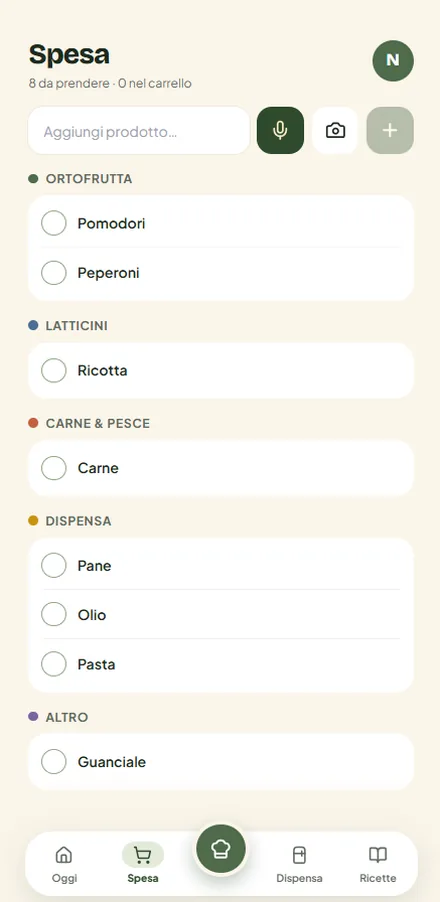 Spesa
8 da prendere · 0 nel carrello
N
Aggiungi prodotto…
ORTOFRUTTA
Pomodori
Peperoni
LATTICINI
Ricotta
CARNE & PESCE
Carne
DISPENSA
Pane
Olio
Pasta
ALTRO
Guanciale
Oggi
Spesa
Dispensa
Ricette